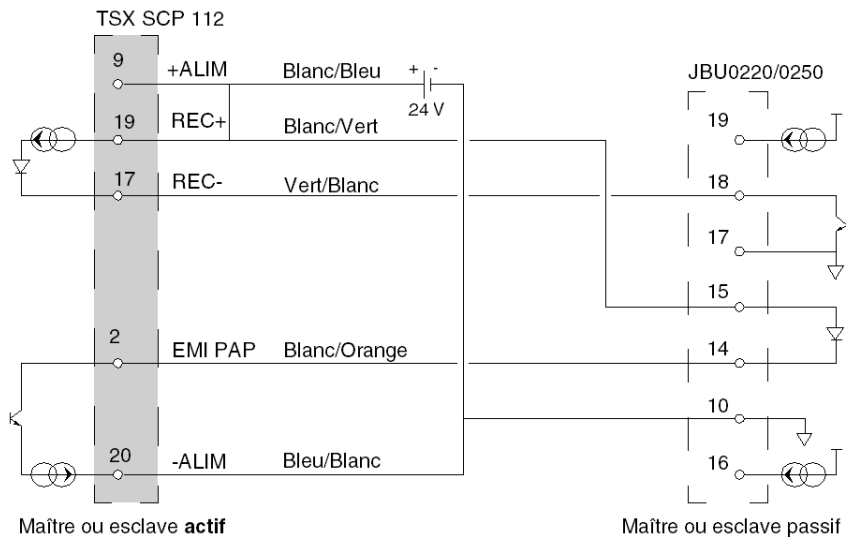 TSX SCP 112
9 +ALIM Blanc/Bleu + -
24 V
JBU0220/0250
19 REC+ Blanc/Vert 19
17 REC- Vert/Blanc 18
17
15
2 EMI PAP Blanc/Orange 14
10
20 -ALIM Bleu/Blanc 16
Maître ou esclave actif Maître ou esclave passif